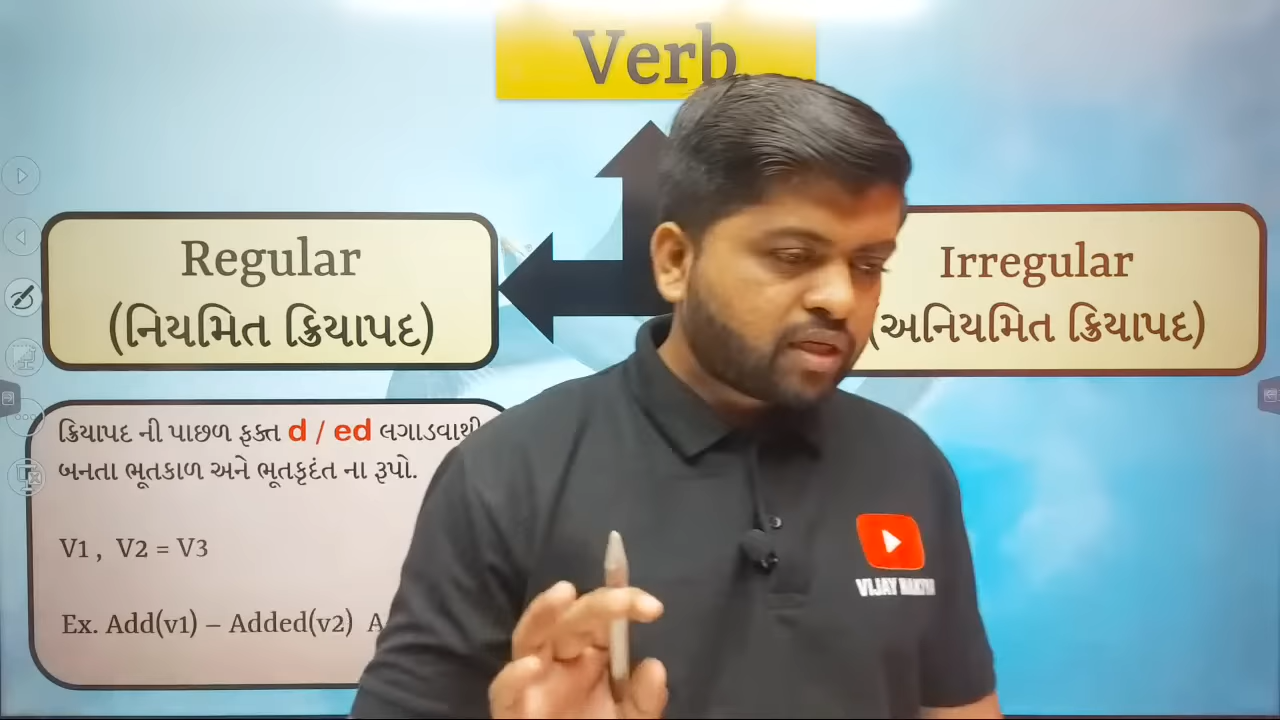 Verb
Regular
(નિયમિત ક્રિયાપદ)
Irregular
(અનિયમિત ક્રિયાપદ)
ક્રિયાપદ ની પાછળ ફક્ત d / ed લગાડવાથી
બનતા ભૂતકાળ અને ભૂતકૃદંત ના રૂપો.
V1 , V2 = V3
Ex. Add(v1) – Added(v2) A
VIJAY